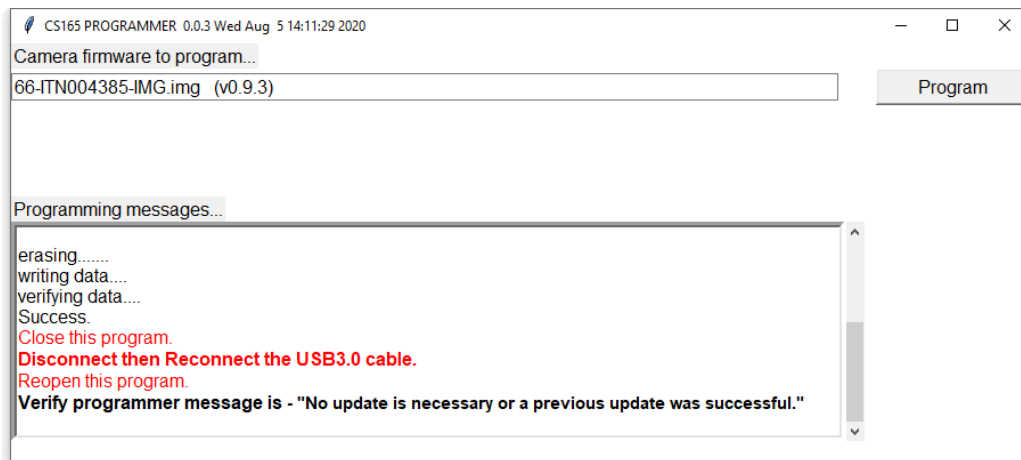 CS165 PROGRAMMER  0.0.3 Wed Aug  5 14:11:29 2020
Camera firmware to program...
66-ITN004385-IMG.img   (v0.9.3)
Program
Programming messages...
erasing.......
writing data....
verifying data....
Success.
Close this program.
Disconnect then Reconnect the USB3.0 cable.
Reopen this program.
Verify programmer message is - "No update is necessary or a previous update was successful."